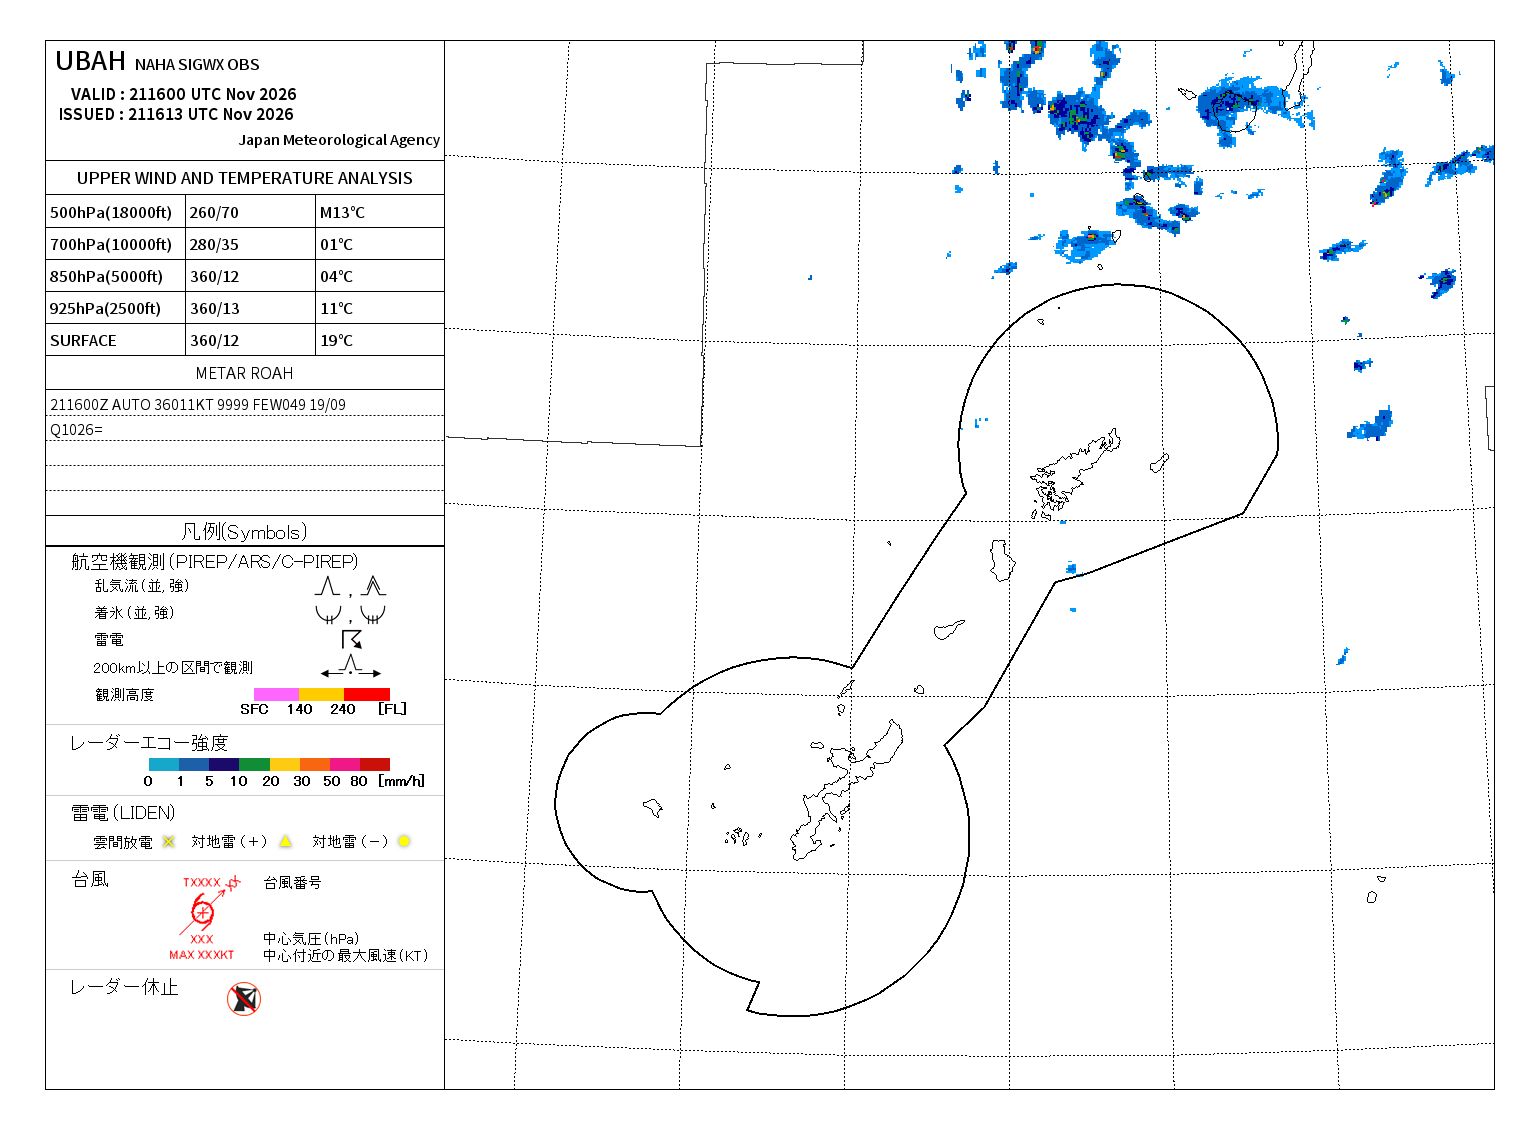 UBAH NAHA SIGWX OBS
VALID : 211600 UTC Nov 2026
ISSUED : 211613 UTC Nov 2026
Japan Meteorological Agency
UPPER WIND AND TEMPERATURE ANALYSIS
500hPa(18000ft) 260/70 M13℃
700hPa(10000ft) 280/35 01℃
850hPa(5000ft) 360/12 04℃
925hPa(2500ft) 360/13 11℃
SURFACE 360/12 19℃
METAR ROAH
211600Z AUTO 36011KT 9999 FEW049 19/09
Q1026=
凡例(Symbols)
航空機観測(PIREP/ARS/C-PIREP)
乱気流(並,強) ,
着氷(並,強) ,
雷電
200km以上の区間で観測
観測高度
SFC 140 240 [FL]
レーダーエコー強度
0 1 5 10 20 30 50 80 [mm/h]
雷電(LIDEN)
雲間放電 対地雷(+) 対地雷(-)
台風 TXXXX 台風番号
XXX 中心気圧(hPa)
MAX XXXKT 中心付近の最大風速(KT)
レーダー休止